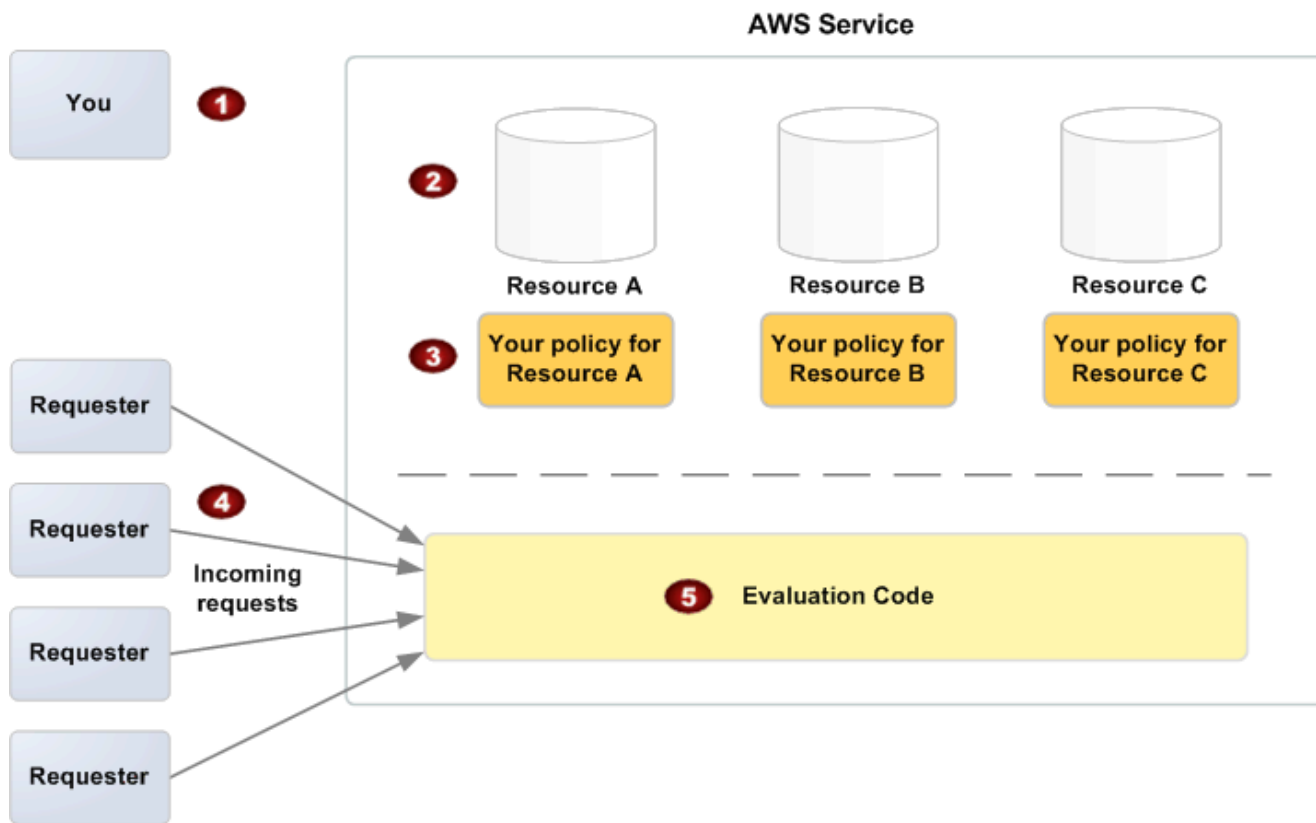 AWS Service
You
1
2
Resource A
Resource B
Resource C
3
Your policy for
Resource A
Your policy for
Resource B
Your policy for
Resource C
Requester
Requester
Requester
Requester
4
Incoming
requests
5
Evaluation Code